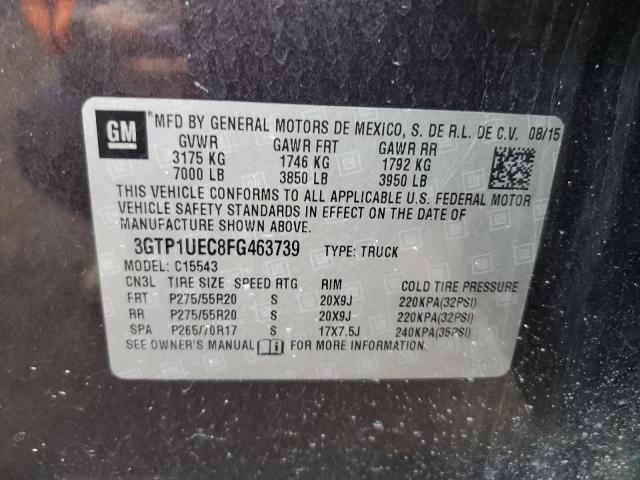 GM
MFD BY GENERAL MOTORS DE MEXICO, S. DE R.L. DE C.V. 08/15
GVWR GAWR FRT GAWR RR
3175 KG 1746 KG 1792 KG
7000 LB 3850 LB 3950 LB
THIS VEHICLE CONFORMS TO ALL APPLICABLE U.S. FEDERAL MOTOR
VEHICLE SAFETY STANDARDS IN EFFECT ON THE DATE OF
MANUFACTURE SHOWN ABOVE.
3GTP1UEC8FG463739 TYPE: TRUCK
MODEL: C15543
CN3L TIRE SIZE SPEED RTG RIM COLD TIRE PRESSURE
FRT P275/55R20 S 20X9J 220KPA(32PSI)
RR P275/55R20 S 20X9J 220KPA(32PSI)
SPA P265/70R17 S 17X7.5J 240KPA(35PSI)
SEE OWNER'S MANUAL FOR MORE INFORMATION.